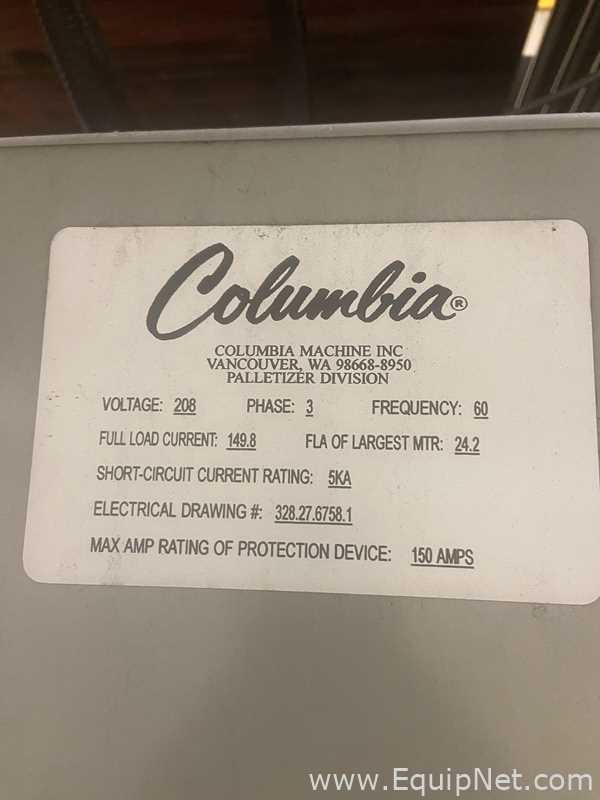 Columbia®
COLUMBIA MACHINE INC
VANCOUVER, WA 98668-8950
PALLETIZER DIVISION
VOLTAGE: 208 PHASE: 3 FREQUENCY: 60
FULL LOAD CURRENT: 149.8 FLA OF LARGEST MTR: 24.2
SHORT-CIRCUIT CURRENT RATING: 5KA
ELECTRICAL DRAWING #: 328.27.6758.1
MAX AMP RATING OF PROTECTION DEVICE: 150 AMPS
www.EquipNet.com